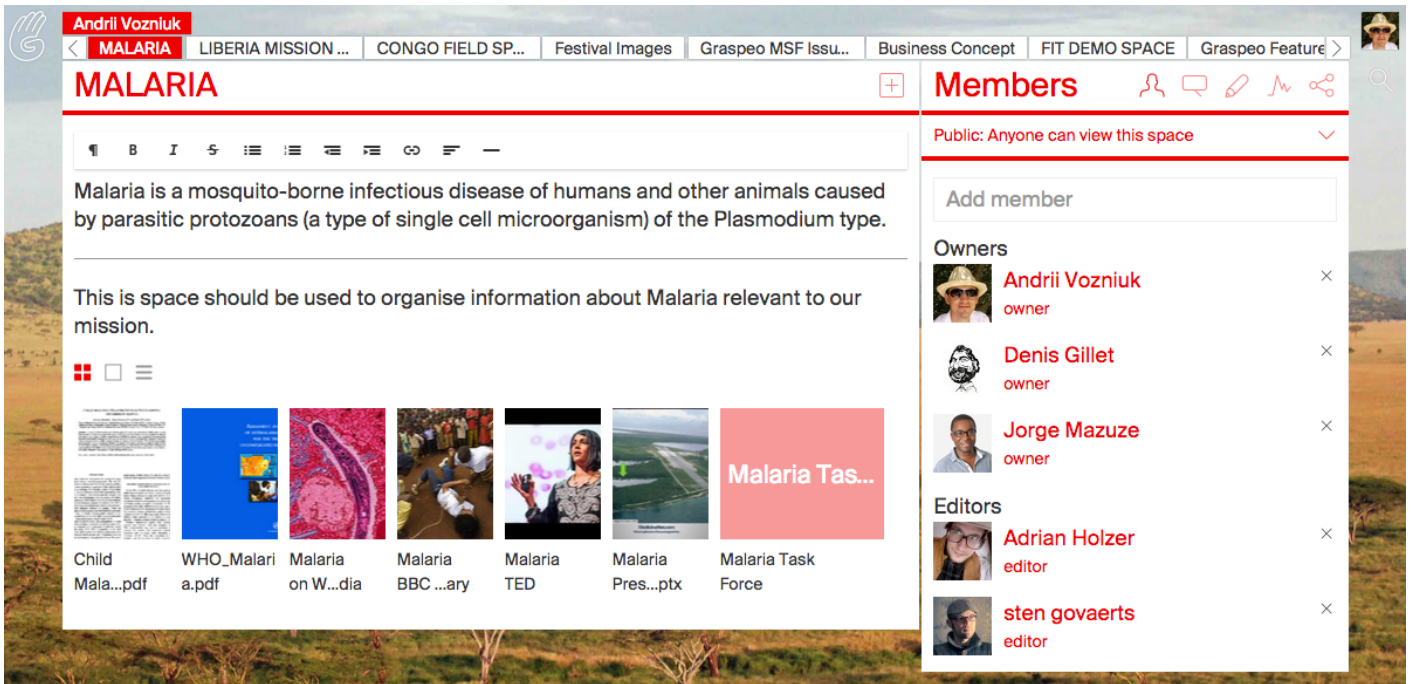 Andrii Vozniuk
MALARIA
LIBERIA MISSION ...
CONGO FIELD SP...
Festival Images
Graspeo MSF Issu...
Business Concept
FIT DEMO SPACE
Graspeo Feature
MALARIA
¶ B I S
Malaria is a mosquito-borne infectious disease of humans and other animals caused
by parasitic protozoans (a type of single cell microorganism) of the Plasmodium type.
This is space should be used to organise information about Malaria relevant to our
mission.
Malaria Tas...
Child
Mala...pdf
WHO_Malari
a.pdf
Malaria
on W...dia
Malaria
BBC ...ary
Malaria
TED
Malaria
Pres...ptx
Malaria Task
Force
Members
Public: Anyone can view this space
Add member
Owners
Andrii Vozniuk
owner
Denis Gillet
owner
Jorge Mazuze
owner
Editors
Adrian Holzer
editor
sten govaerts
editor